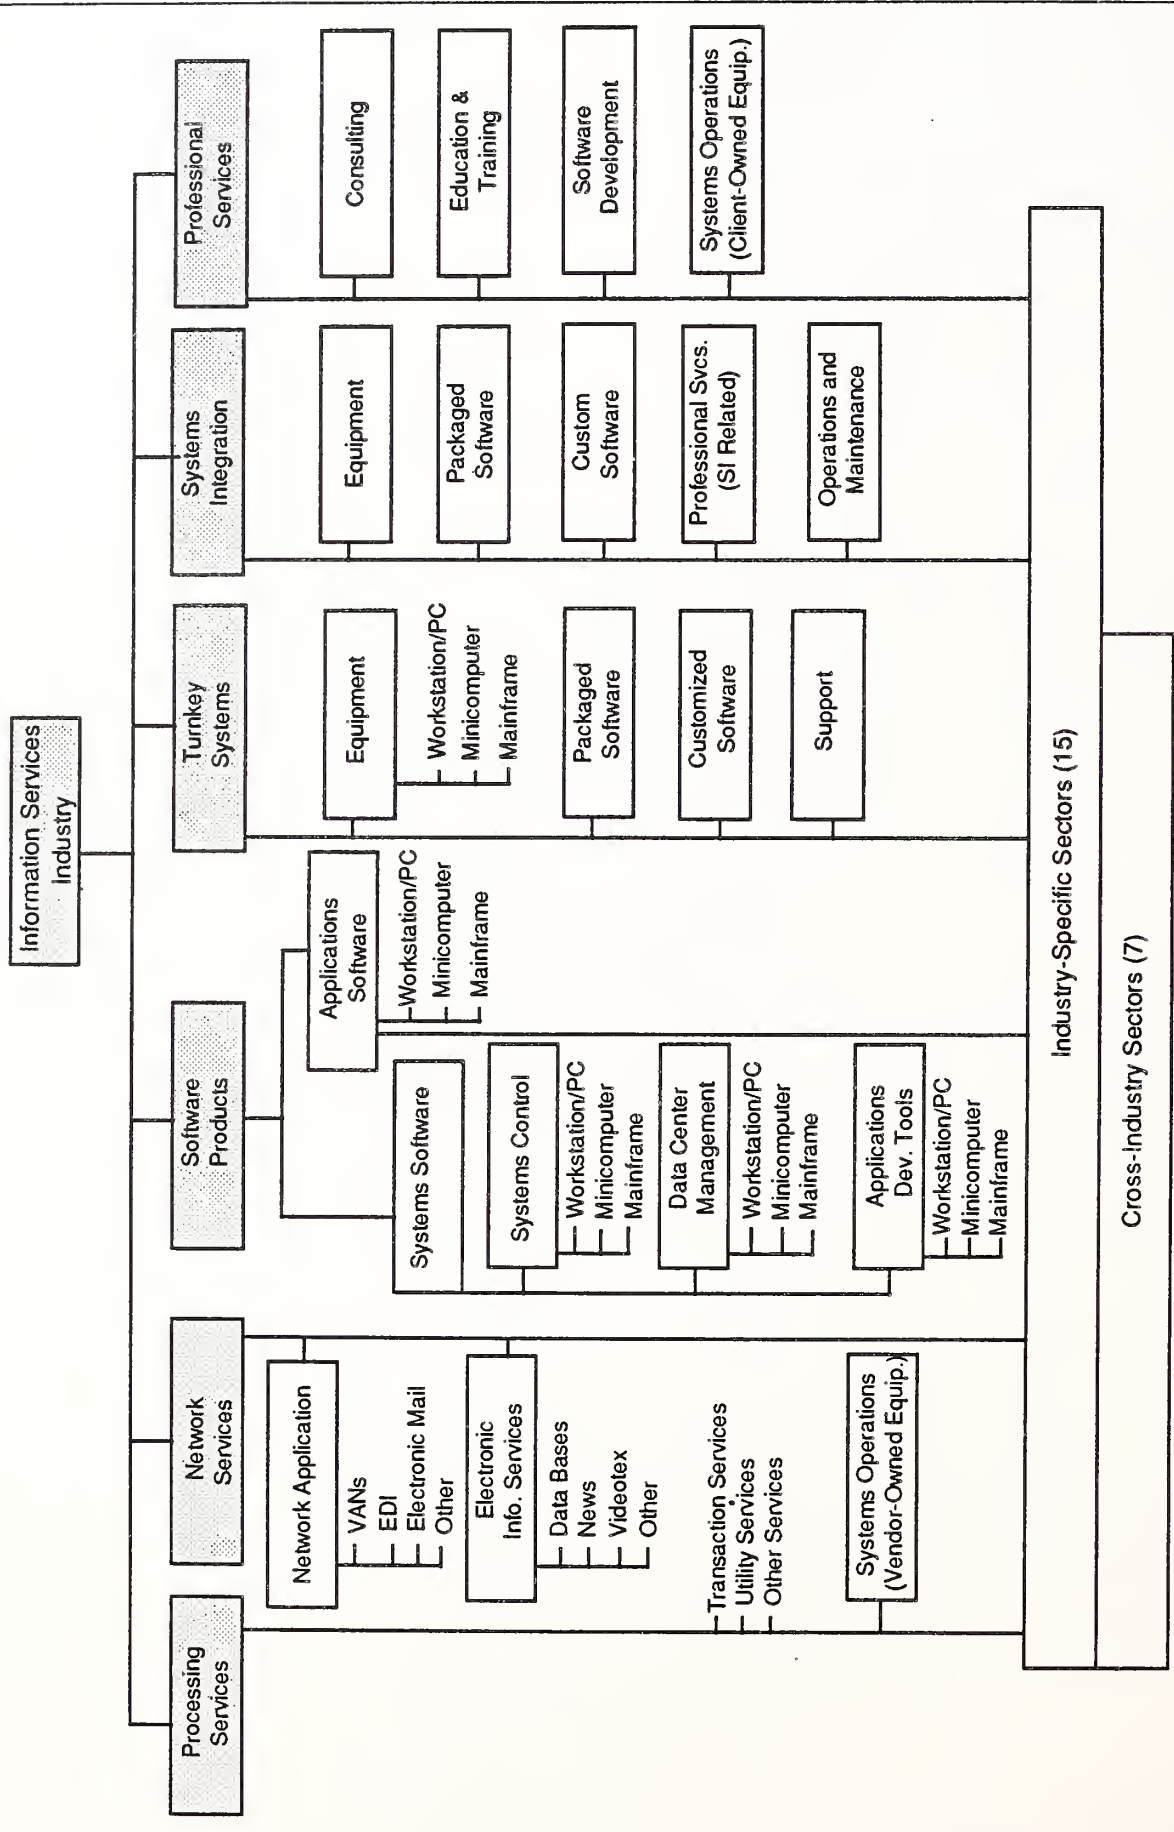 Information Services
Industry
Processing
Services
Network
Services
Software
Products
Turnkey
Systems
Systems
Integration
Professional
Services
Transaction Services
Utility Services
Other Services
Systems Operations
(Vendor-Owned Equip.)
Network Application
VANs
EDI
Electronic Mail
Other
Electronic
Info. Services
Data Bases
News
Videotex
Other
Systems Software
Systems Control
Workstation/PC
Minicomputer
Mainframe
Data Center
Management
Workstation/PC
Minicomputer
Mainframe
Applications
Dev. Tools
Workstation/PC
Minicomputer
Mainframe
Applications
Software
Workstation/PC
Minicomputer
Mainframe
Equipment
Workstation/PC
Minicomputer
Mainframe
Packaged
Software
Customized
Software
Support
Equipment
Packaged
Software
Custom
Software
Professional Svcs.
(SI Related)
Operations and
Maintenance
Consulting
Education &
Training
Software
Development
Systems Operations
(Client-Owned Equip.)
Industry-Specific Sectors (15)
Cross-Industry Sectors (7)